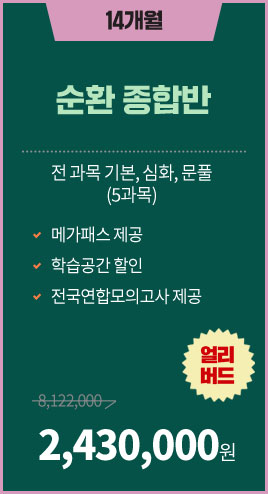 14개월
순환 종합반
전 과목 기본, 심화, 문풀
(5과목)
메가패스 제공
학습공간 할인
전국연합모의고사 제공
얼리
버드
8,122,000
2,430,000원